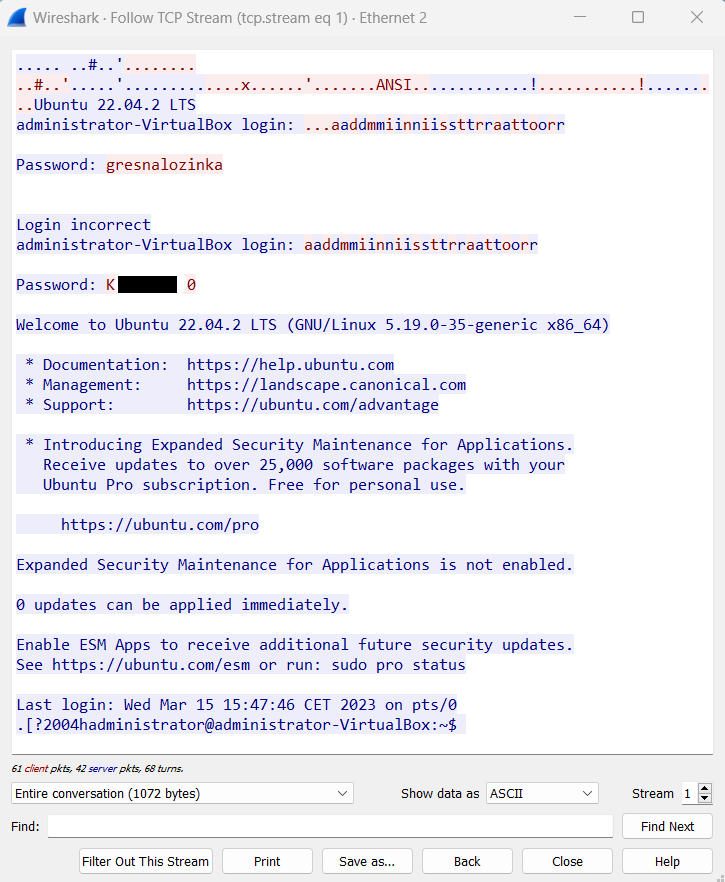 Wireshark · Follow TCP Stream (tcp.stream eq 1) · Ethernet 2
..... ..#..'........
..#..'.....'.............x......'.......ANSI.............!...........!.......
..Ubuntu 22.04.2 LTS
administrator-VirtualBox login: ...aaddmmiinniissttrraattoorr
Password: gresnalozinka
Login incorrect
administrator-VirtualBox login: aaddmmiinniissttrraattoorr
Password: K 0
Welcome to Ubuntu 22.04.2 LTS (GNU/Linux 5.19.0-35-generic x86_64)
* Documentation:  https://help.ubuntu.com
* Management:     https://landscape.canonical.com
* Support:        https://ubuntu.com/advantage
* Introducing Expanded Security Maintenance for Applications.
Receive updates to over 25,000 software packages with your
Ubuntu Pro subscription. Free for personal use.
https://ubuntu.com/pro
Expanded Security Maintenance for Applications is not enabled.
0 updates can be applied immediately.
Enable ESM Apps to receive additional future security updates.
See https://ubuntu.com/esm or run: sudo pro status
Last login: Wed Mar 15 15:47:46 CET 2023 on pts/0
.[?2004hadministrator@administrator-VirtualBox:~$
61 client pkts, 42 server pkts, 68 turns.
Entire conversation (1072 bytes) Show data as ASCII Stream 1
Find: Find Next
Filter Out This Stream Print Save as... Back Close Help